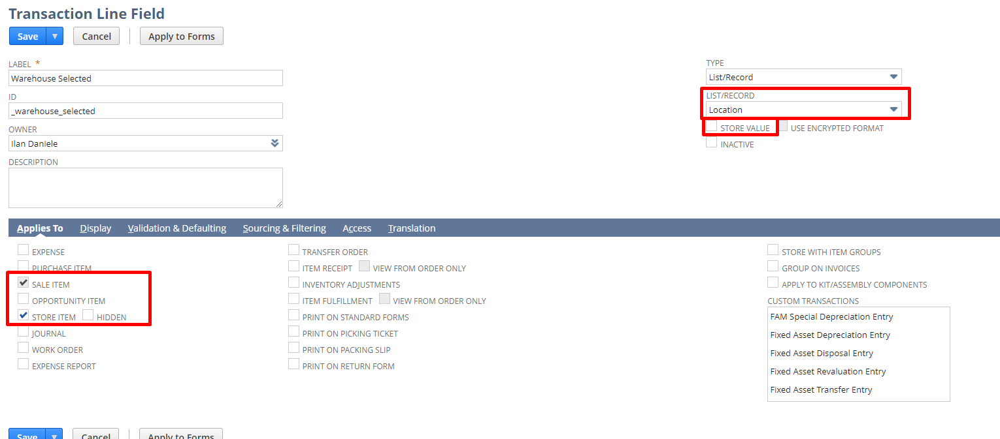 Transaction Line Field
Save Cancel Apply to Forms
LABEL *
Warehouse Selected
ID
_warehouse_selected
OWNER
Ilan Daniele
DESCRIPTION
TYPE
List/Record
LIST/RECORD
Location
STORE VALUE USE ENCRYPTED FORMAT
INACTIVE
Applies To Display Validation & Defaulting Sourcing & Filtering Access Translation
EXPENSE
PURCHASE ITEM
SALE ITEM
OPPORTUNITY ITEM
STORE ITEM HIDDEN
JOURNAL
WORK ORDER
EXPENSE REPORT
TRANSFER ORDER
ITEM RECEIPT VIEW FROM ORDER ONLY
INVENTORY ADJUSTMENTS
ITEM FULFILLMENT VIEW FROM ORDER ONLY
PRINT ON STANDARD FORMS
PRINT ON PICKING TICKET
PRINT ON PACKING SLIP
PRINT ON RETURN FORM
STORE WITH ITEM GROUPS
GROUP ON INVOICES
APPLY TO KIT/ASSEMBLY COMPONENTS
CUSTOM TRANSACTIONS
FAM Special Depreciation Entry
Fixed Asset Depreciation Entry
Fixed Asset Disposal Entry
Fixed Asset Revaluation Entry
Fixed Asset Transfer Entry
Save Cancel Apply to Forms